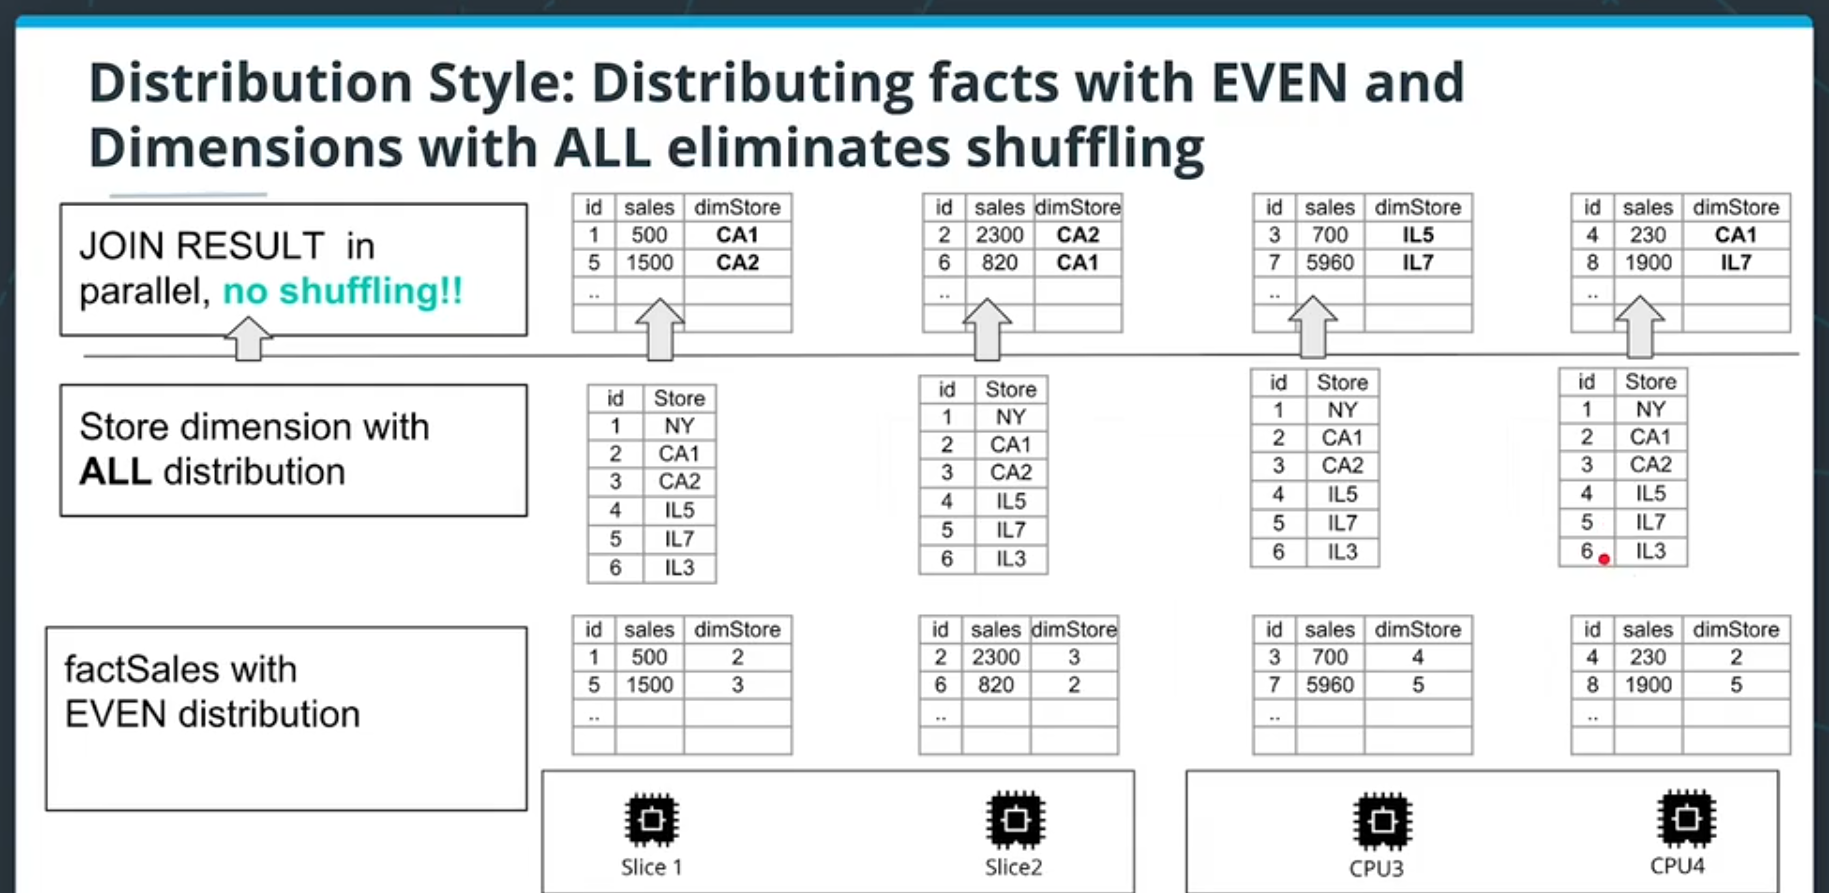 Distribution Style: Distributing facts with EVEN and
Dimensions with ALL eliminates shuffling
JOIN RESULT in
parallel, no shuffling!!
id sales dimStore
1 500 CA1
5 1500 CA2
..
id sales dimStore
2 2300 CA2
6 820 CA1
..
id sales dimStore
3 700 IL5
7 5960 IL7
..
id sales dimStore
4 230 CA1
8 1900 IL7
..
Store dimension with
ALL distribution
id Store
1 NY
2 CA1
3 CA2
4 IL5
5 IL7
6 IL3
id Store
1 NY
2 CA1
3 CA2
4 IL5
5 IL7
6 IL3
id Store
1 NY
2 CA1
3 CA2
4 IL5
5 IL7
6 IL3
id Store
1 NY
2 CA1
3 CA2
4 IL5
5 IL7
6 IL3
factSales with
EVEN distribution
id sales dimStore
1 500 2
5 1500 3
..
id sales dimStore
2 2300 3
6 820 2
..
id sales dimStore
3 700 4
7 5960 5
..
id sales dimStore
4 230 2
8 1900 5
..
Slice 1
Slice2
CPU3
CPU4